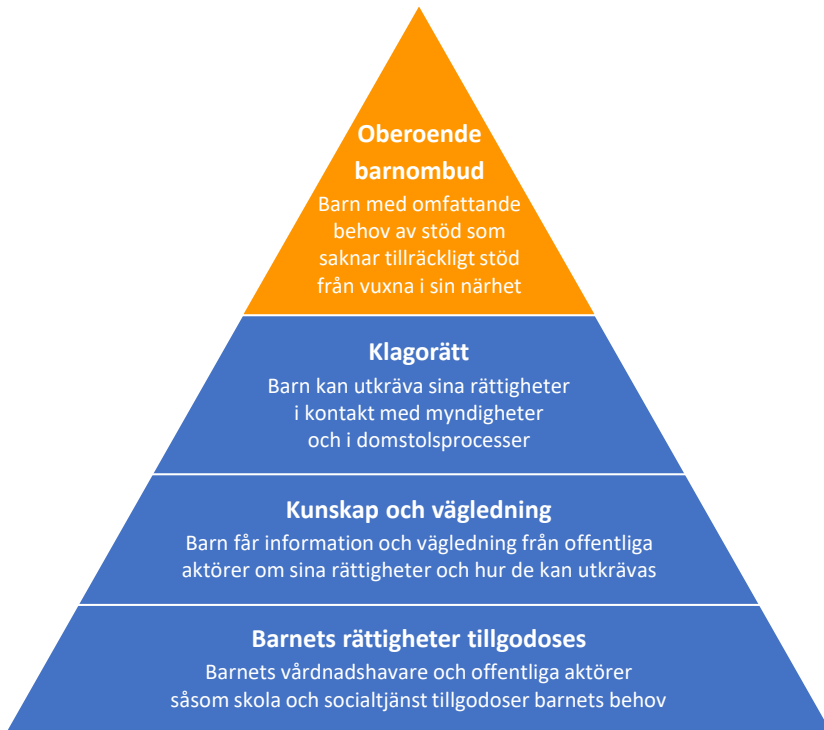 Oberoende
barnombud
Barn med omfattande
behov av stöd som
saknar tillräckligt stöd
från vuxna i sin närhet
Klagorätt
Barn kan utkräva sina rättigheter
i kontakt med myndigheter
och i domstolsprocesser
Kunskap och vägledning
Barn får information och vägledning från offentliga
aktörer om sina rättigheter och hur de kan utkrävas
Barnets rättigheter tillgodoses
Barnets vårdnadshavare och offentliga aktörer
såsom skola och socialtjänst tillgodoser barnets behov